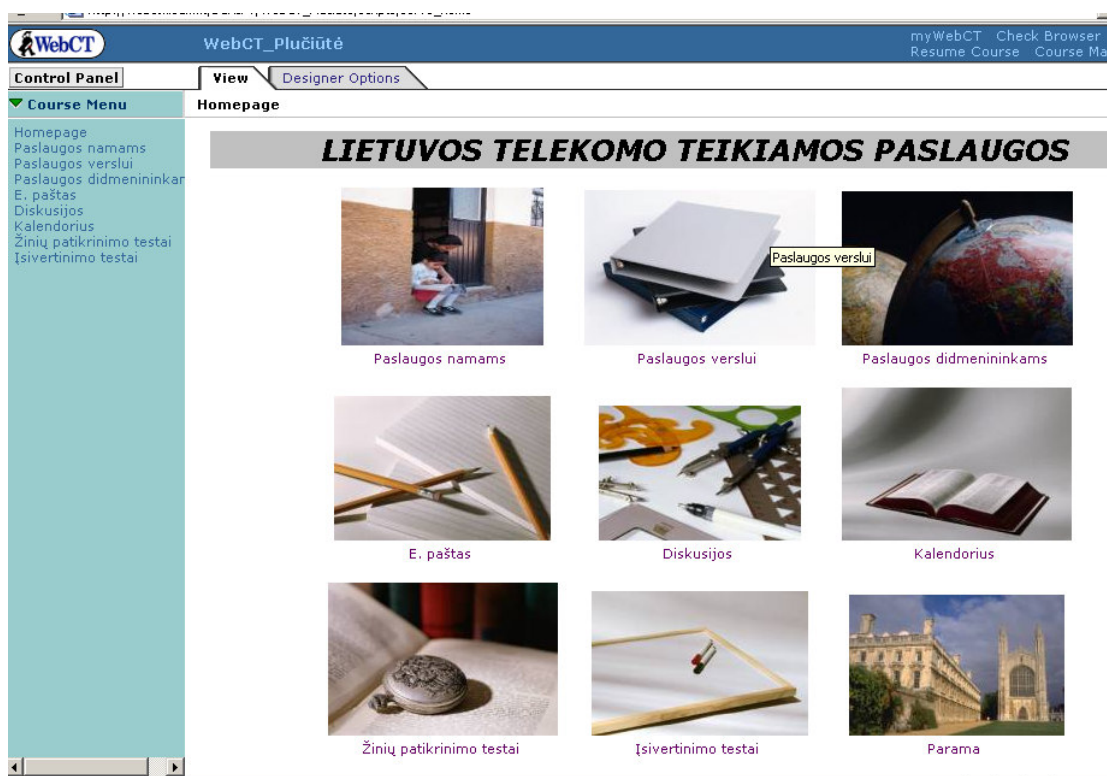 WebCT
WebCT_Plučiūtė
myWebCT Check Browser
Resume Course Course Ma
Control Panel
View
Designer Options
Course Menu
Homepage
Homepage
Paslaugos namams
Paslaugos verslui
Paslaugos didmenininkar
E. paštas
Diskusijos
Kalendorius
Žinių patikrinimo testai
Įsivertinimo testai
LIETUVOS TELEKOMO TEIKIAMOS PASLAUGOS
Paslaugos verslui
Paslaugos namams
Paslaugos verslui
Paslaugos didmenininkams
E. paštas
Diskusijos
Kalendorius
Žinių patikrinimo testai
Įsivertinimo testai
Parama